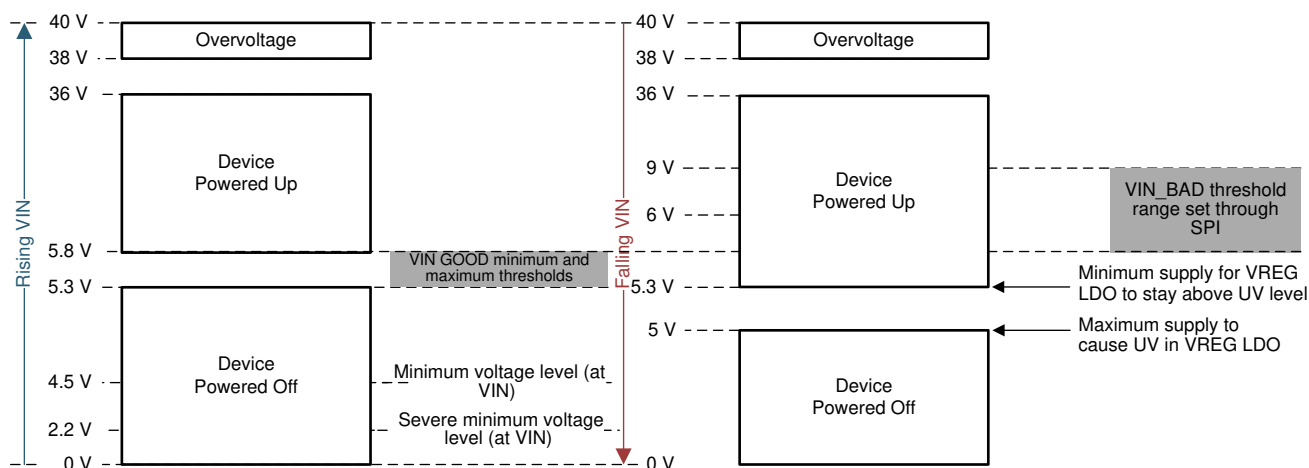 40 V
Overvoltage
38 V
36 V
Device
Powered Up
Rising VIN
5.8 V
VIN GOOD minimum and
maximum thresholds
5.3 V
Device
Powered Off
4.5 V
Minimum voltage level (at
VIN)
2.2 V
Severe minimum voltage
level (at VIN)
0 V
Falling VIN
40 V
Overvoltage
38 V
36 V
9 V
Device
Powered Up
6 V
VIN_BAD threshold
range set through
SPI
5.3 V
Minimum supply for VREG
LDO to stay above UV level
5 V
Maximum supply to
cause UV in VREG LDO
Device
Powered Off
0 V